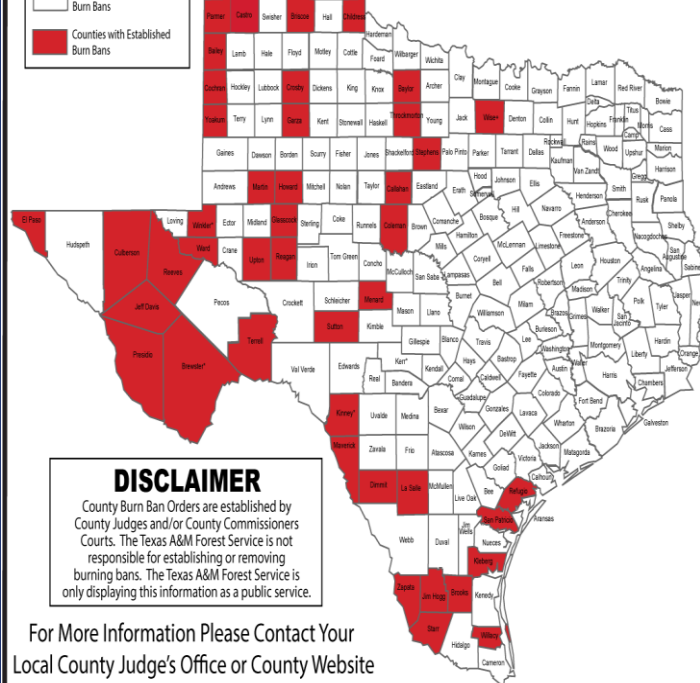 Burn Bans
Counties with Established
Burn Bans
Parmer Castro Swisher Briscoe Hall Childress
Hardeman
Bailey Lamb Hale Floyd Motley Cottle Foard Wilbarger Wichita
Clay Montague Cooke Grayson Fannin Lamar Red River
Cochran Hockley Lubbock Crosby Dickens King Knox Baylor Archer
Delta Titus Bowie
Yoakum Terry Lynn Garza Kent Stonewall Haskell Throckmorton Young Jack Wise* Denton Collin Hunt Hopkins Franklin Morris Cass
Camp
Rockwall Rains Wood Upshur Marion
Gaines Dawson Borden Scurry Fisher Jones Shackelford Stephens Palo Pinto Parker Tarrant Dallas Kaufman Van Zandt Gregg Harrison
Andrews Martin Howard Mitchell Nolan Taylor Callahan Eastland Erath Hood Somervell Johnson Ellis Henderson Smith Rusk Panola
El Paso Hudspeth Culberson Loving Winkler* Ector Midland Glasscock Sterling Coke Runnels Coleman Brown Comanche Hamilton Bosque Hill Navarro Freestone Anderson Cherokee Nacogdoches Shelby
San Augustine Sabine
Reeves Ward Crane Upton Reagan Irion Tom Green Concho McCulloch San Saba Mills Lampasas Coryell McLennan Limestone Falls Leon Houston Angelina
Jeff Davis Pecos Crockett Schleicher Menard Mason Llano Burnet Bell Milam Robertson Madison Trinity Polk Tyler Jasper
Brazos Grimes Walker San Jacinto
Presidio Brewster* Terrell Sutton Kimble Gillespie Blanco Williamson Travis Burleson Lee Washington Montgomery Liberty Hardin Orange
Val Verde Edwards Kerr* Real Bandera Kendall Comal Hays Caldwell Bastrop Fayette Austin Waller Harris Chambers Jefferson
Kinney* Uvalde Medina Bexar Guadalupe Gonzales Lavaca Colorado Wharton Fort Bend Brazoria Galveston
Maverick Zavala Frio Atascosa Wilson Karnes DeWitt Jackson Matagorda
Victoria Goliad Calhoun
Dimmit La Salle McMullen Live Oak Bee Refugio
San Patricio Aransas
Webb Duval Jim Wells Nueces
Kleberg
Zapata Jim Hogg Brooks Kenedy
Starr Hidalgo Willacy
Cameron
DISCLAIMER
County Burn Ban Orders are established by
County Judges and/or County Commissioners
Courts. The Texas A&M Forest Service is not
responsible for establishing or removing
burning bans. The Texas A&M Forest Service is
only displaying this information as a public service.
For More Information Please Contact Your
Local County Judge's Office or County Website